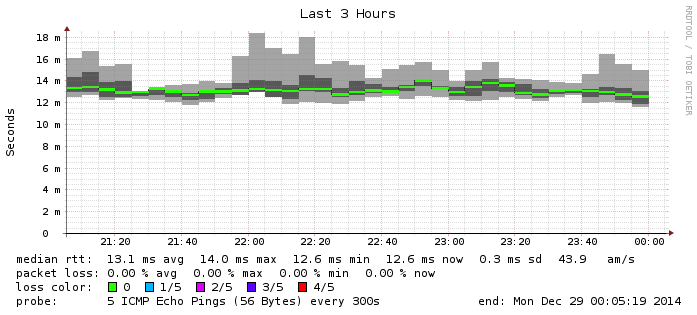 Last 3 Hours
RRDTOOL / TOBI OETIKER
Seconds
18 m
16 m
14 m
12 m
10 m
8 m
6 m
4 m
2 m
0
21:20 21:40 22:00 22:20 22:40 23:00 23:20 23:40 00:00
median rtt: 13.1 ms avg 14.0 ms max 12.6 ms min 12.6 ms now 0.3 ms sd 43.9 am/s
packet loss: 0.00 % avg 0.00 % max 0.00 % min 0.00 % now
loss color: 0 1/5 2/5 3/5 4/5
probe: 5 ICMP Echo Pings (56 Bytes) every 300s end: Mon Dec 29 00:05:19 2014